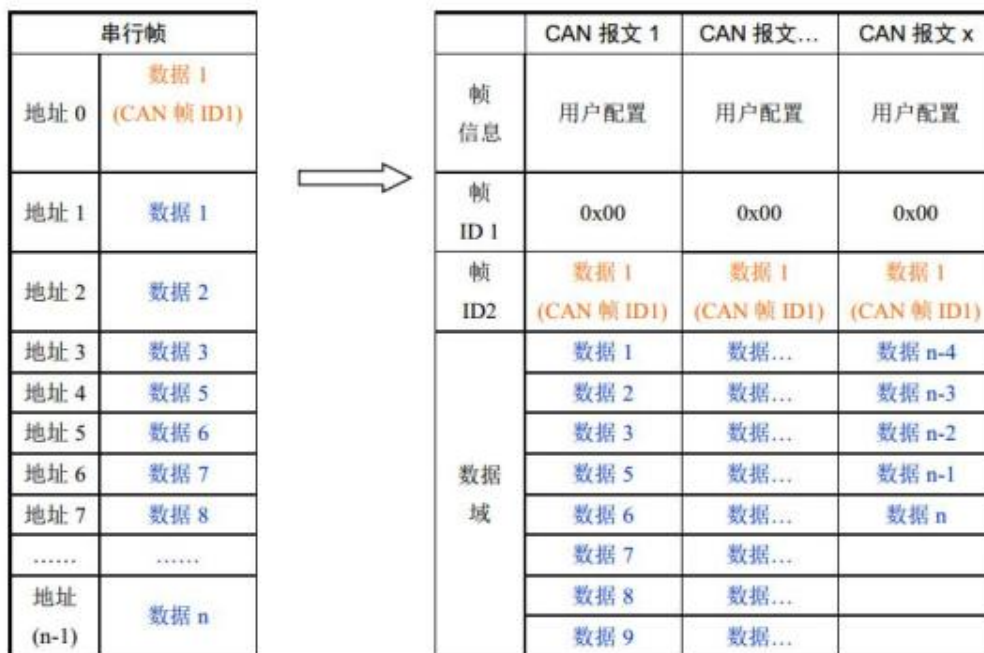 串行帧
地址 0 数据 1
(CAN 帧 ID1)
地址 1 数据 1
地址 2 数据 2
地址 3 数据 3
地址 4 数据 5
地址 5 数据 6
地址 6 数据 7
地址 7 数据 8
…… ……
地址
(n-1) 数据 n
CAN 报文 1 CAN 报文… CAN 报文 x
帧
信息 用户配置 用户配置 用户配置
帧
ID 1 0x00 0x00 0x00
帧
ID2 数据 1 数据 1 数据 1
(CAN 帧 ID1) (CAN 帧 ID1) (CAN 帧 ID1)
数据
域
数据 1 数据… 数据 n-4
数据 2 数据… 数据 n-3
数据 3 数据… 数据 n-2
数据 5 数据… 数据 n-1
数据 6 数据… 数据 n
数据 7 数据…
数据 8 数据…
数据 9 数据…